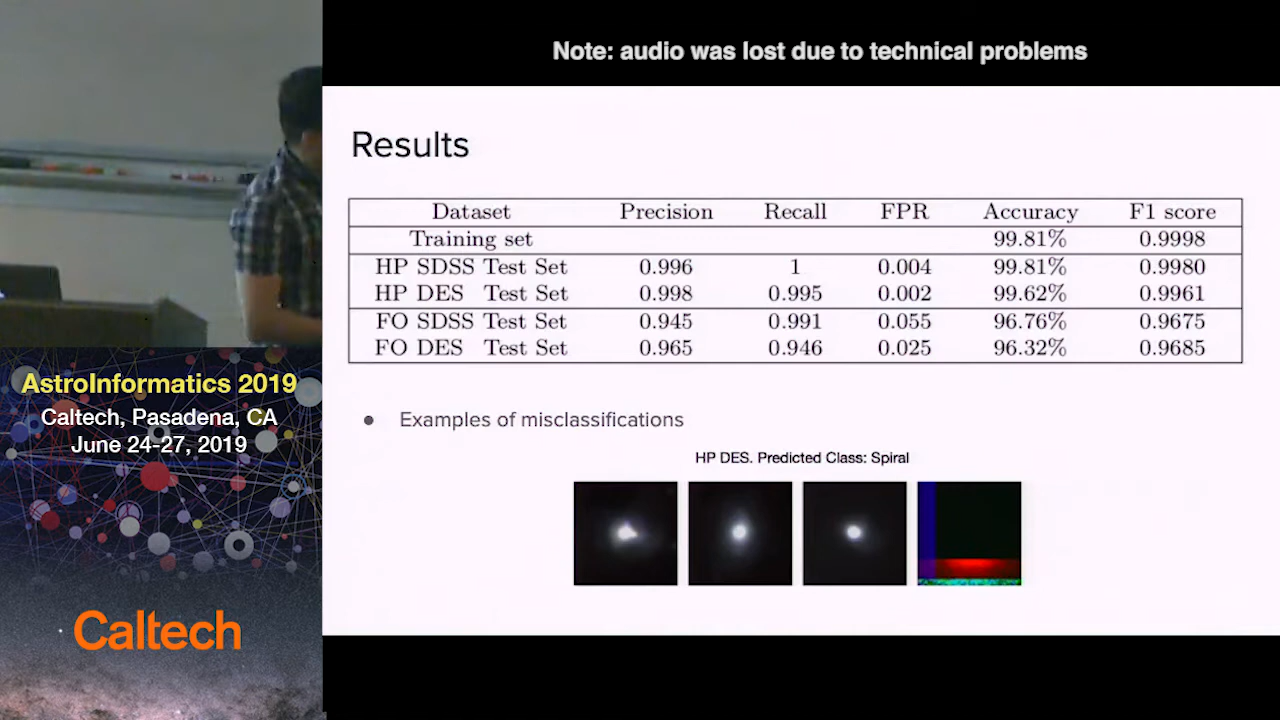 Note: audio was lost due to technical problems
Results
Dataset Precision Recall FPR Accuracy F1 score
Training set 99.81% 0.9998
HP SDSS Test Set 0.996 1 0.004 99.81% 0.9980
HP DES Test Set 0.998 0.995 0.002 99.62% 0.9961
FO SDSS Test Set 0.945 0.991 0.055 96.76% 0.9675
FO DES Test Set 0.965 0.946 0.025 96.32% 0.9685
Examples of misclassifications
HP DES. Predicted Class: Spiral
AstroInformatics 2019
Caltech, Pasadena, CA
June 24-27, 2019
Caltech